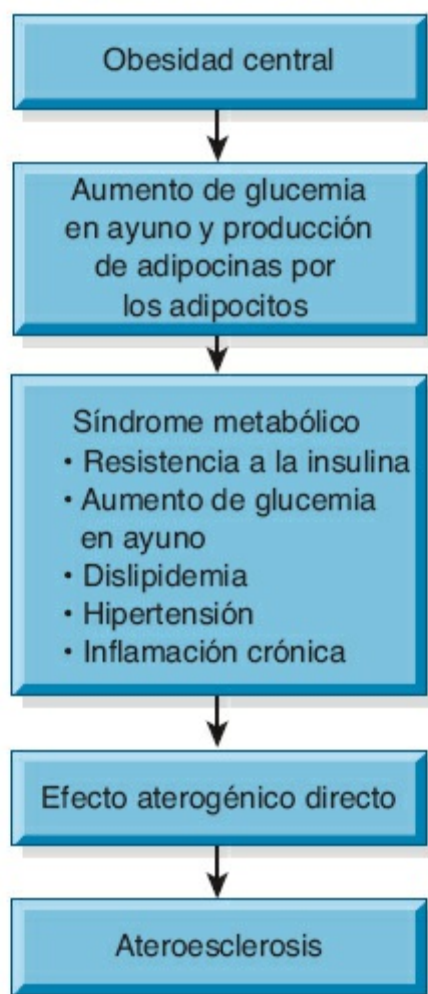 Obesidad central
Aumento de glucemia
en ayuno y producción
de adipocinas por
los adipocitos
Síndrome metabólico
• Resistencia a la insulina
• Aumento de glucemia
en ayuno
• Dislipidemia
• Hipertensión
• Inflamación crónica
Efecto aterogénico directo
Ateroesclerosis